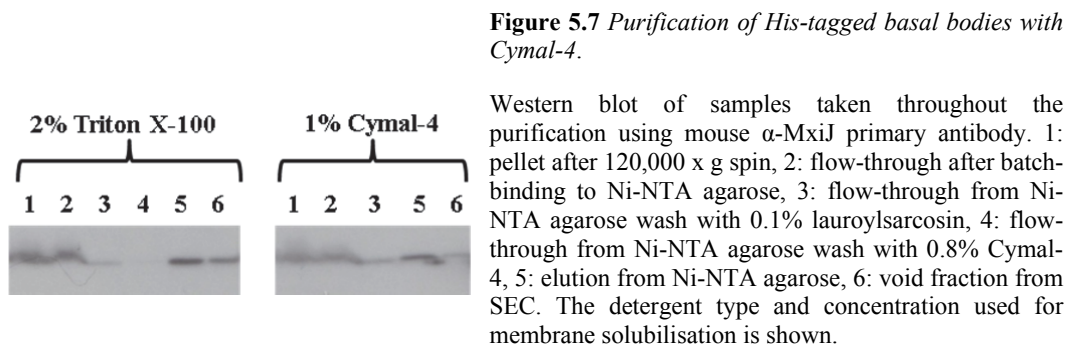 Figure 5.7 Purification of His-tagged basal bodies with
Cymal-4.
Western blot of samples taken throughout the
purification using mouse α-MxiJ primary antibody. 1:
pellet after 120,000 x g spin, 2: flow-through after batch-
binding to Ni-NTA agarose, 3: flow-through from Ni-
NTA agarose wash with 0.1% lauroylsarcosin, 4: flow-
through from Ni-NTA agarose wash with 0.8% Cymal-
4, 5: elution from Ni-NTA agarose, 6: void fraction from
SEC. The detergent type and concentration used for
membrane solubilisation is shown.
2% Triton X-100
1 2 3 4 5 6
1% Cymal-4
1 2 3 5 6